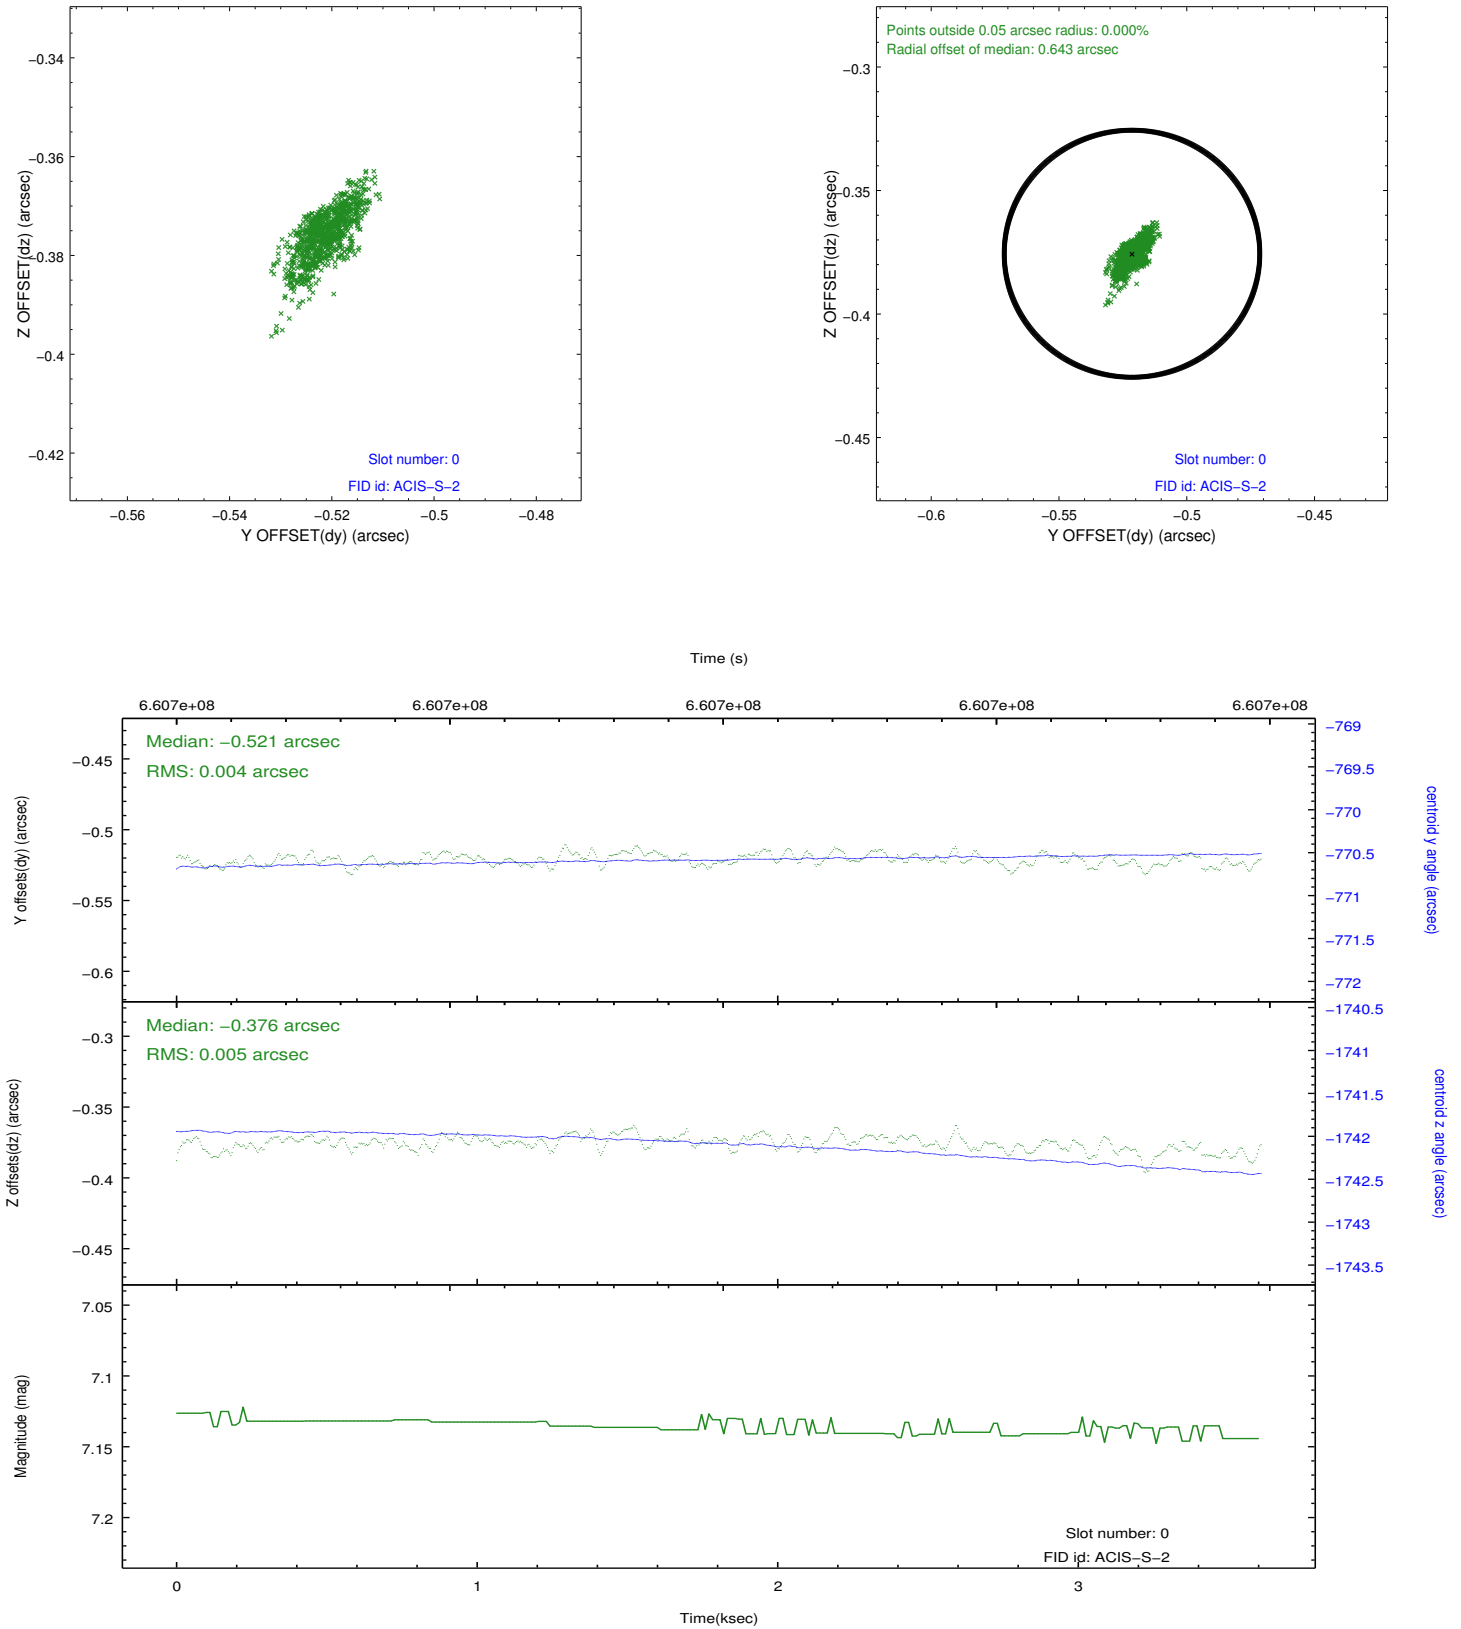 −0.34
−0.36
−0.38
−0.4
−0.42
Z OFFSET(dz) (arcsec)
Slot number: 0
FID id: ACIS−S−2
−0.56
−0.54
−0.52
−0.5
−0.48
Y OFFSET(dy) (arcsec)
Points outside 0.05 arcsec radius: 0.000%
Radial offset of median: 0.643 arcsec
−0.3
−0.35
−0.4
−0.45
Z OFFSET(dz) (arcsec)
Slot number: 0
FID id: ACIS−S−2
−0.6
−0.55
−0.5
−0.45
Y OFFSET(dy) (arcsec)
Time (s)
6.607e+08
6.607e+08
6.607e+08
6.607e+08
6.607e+08
Median: −0.521 arcsec
RMS: 0.004 arcsec
−0.45
−0.5
−0.55
−0.6
Y offsets(dy) (arcsec)
−769
−769.5
−770
−770.5
−771
−771.5
−772
centroid y angle (arcsec)
Median: −0.376 arcsec
RMS: 0.005 arcsec
−0.3
−0.35
−0.4
−0.45
Z offsets(dz) (arcsec)
−1740.5
−1741
−1741.5
−1742
−1742.5
−1743
−1743.5
centroid z angle (arcsec)
7.05
7.1
7.15
7.2
Magnitude (mag)
Slot number: 0
FID id: ACIS−S−2
0
1
2
3
Time(ksec)